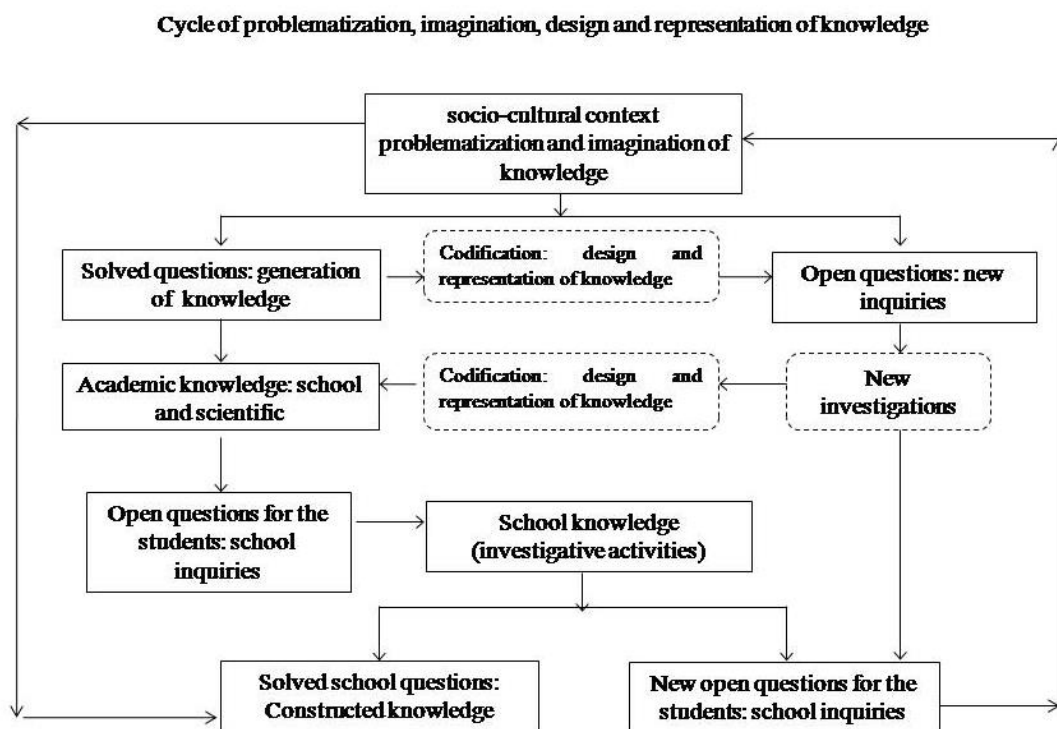 Cycle of problematization, imagination, design and representation of knowledge
socio-cultural context
problematization and imagination of
knowledge
Solved questions: generation
of knowledge
Codification: design and
representation of knowledge
Open questions: new
inquiries
Academic knowledge: school
and scientific
Codification: design and
representation of knowledge
New
investigations
Open questions for the
students: school
inquiries
School knowledge
(investigative activities)
Solved school questions:
Constructed knowledge
New open questions for the
students: school inquiries